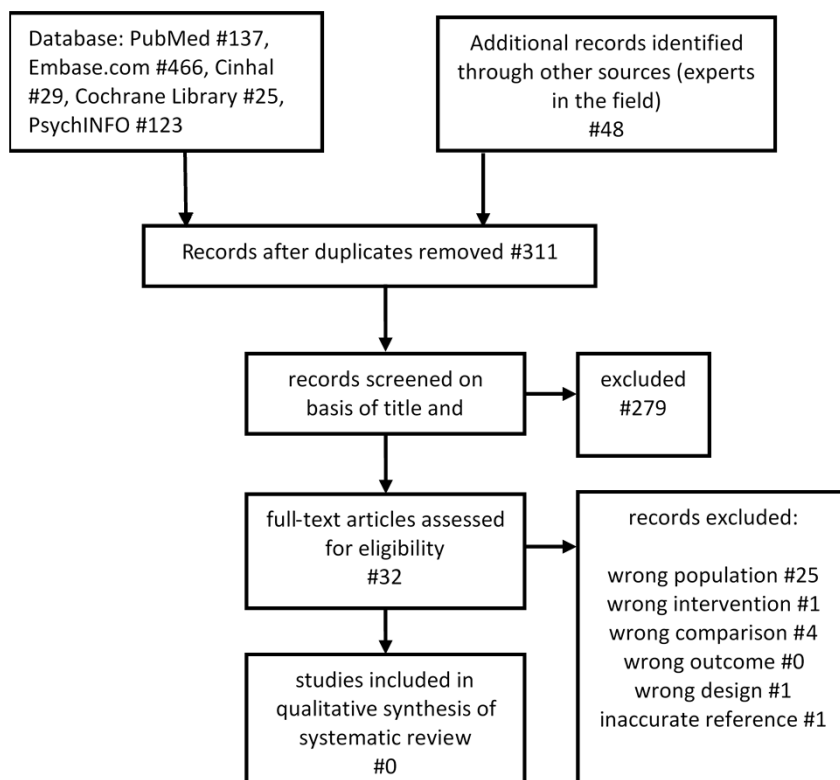 Database: PubMed #137,
Embase.com #466, Cinhal
#29, Cochrane Library #25,
PsychINFO #123
Additional records identified
through other sources (experts
in the field)
#48
Records after duplicates removed #311
records screened on
basis of title and
excluded
#279
full-text articles assessed
for eligibility
#32
records excluded:
wrong population #25
wrong intervention #1
wrong comparison #4
wrong outcome #0
wrong design #1
inaccurate reference #1
studies included in
qualitative synthesis of
systematic review
#0